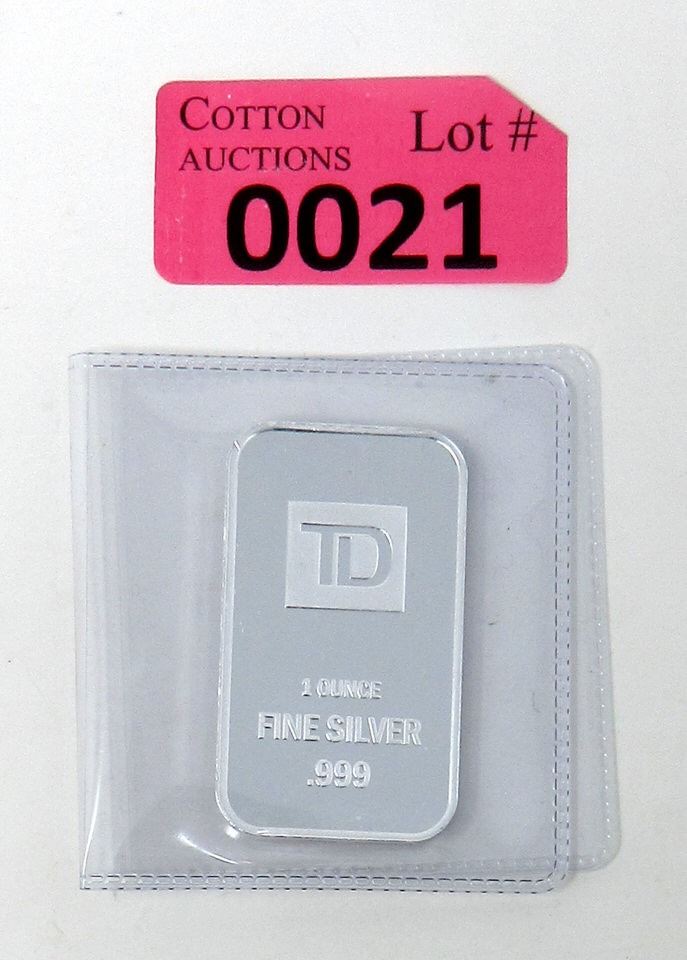 COTTON
AUCTIONS
Lot #
0021
TD
1 OUNCE
FINE SILVER
.999